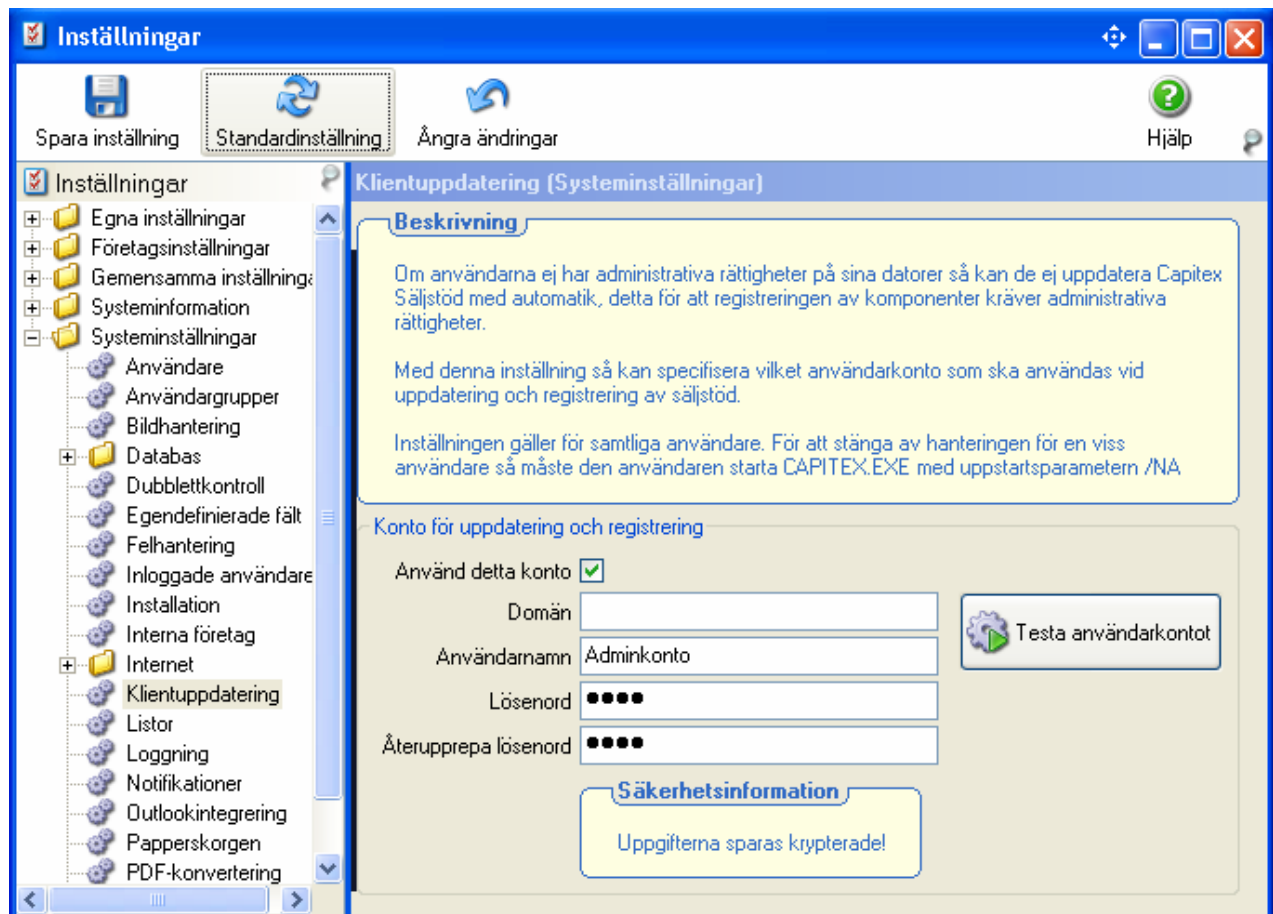 Inställningar
Spara inställning
Standardinställning
Ångra ändringar
Hjälp
Inställningar
Egna inställningar
Företagsinställningar
Gemensamma inställninga
Systeminformation
Systeminställningar
Användare
Användargrupper
Bildhantering
Databas
Dubblettkontroll
Egendefinierade fält
Felhantering
Inloggade användare
Installation
Interna företag
Internet
Klientuppdatering
Listor
Loggning
Notifikationer
Outlookintegrering
Papperskorgen
PDF-konvertering
Klientuppdatering (Systeminställningar)
Beskrivning
Om användarna ej har administrativa rättigheter på sina datorer så kan de ej uppdatera Capitex
Säljstöd med automatik, detta för att registreringen av komponenter kräver administrativa
rättigheter.
Med denna inställning så kan specifisera vilket användarkonto som ska användas vid
uppdatering och registrering av säljstöd.
Inställningen gäller för samtliga användare. För att stänga av hanteringen för en viss
användare så måste den användaren starta CAPITEX.EXE med uppstartsparametern /NA
Konto för uppdatering och registrering
Använd detta konto
Domän
Användarnamn Adminkonto
Lösenord ●●●●
Återupprepa lösenord ●●●●
Testa användarkontot
Säkerhetsinformation
Uppgifterna sparas krypterade!